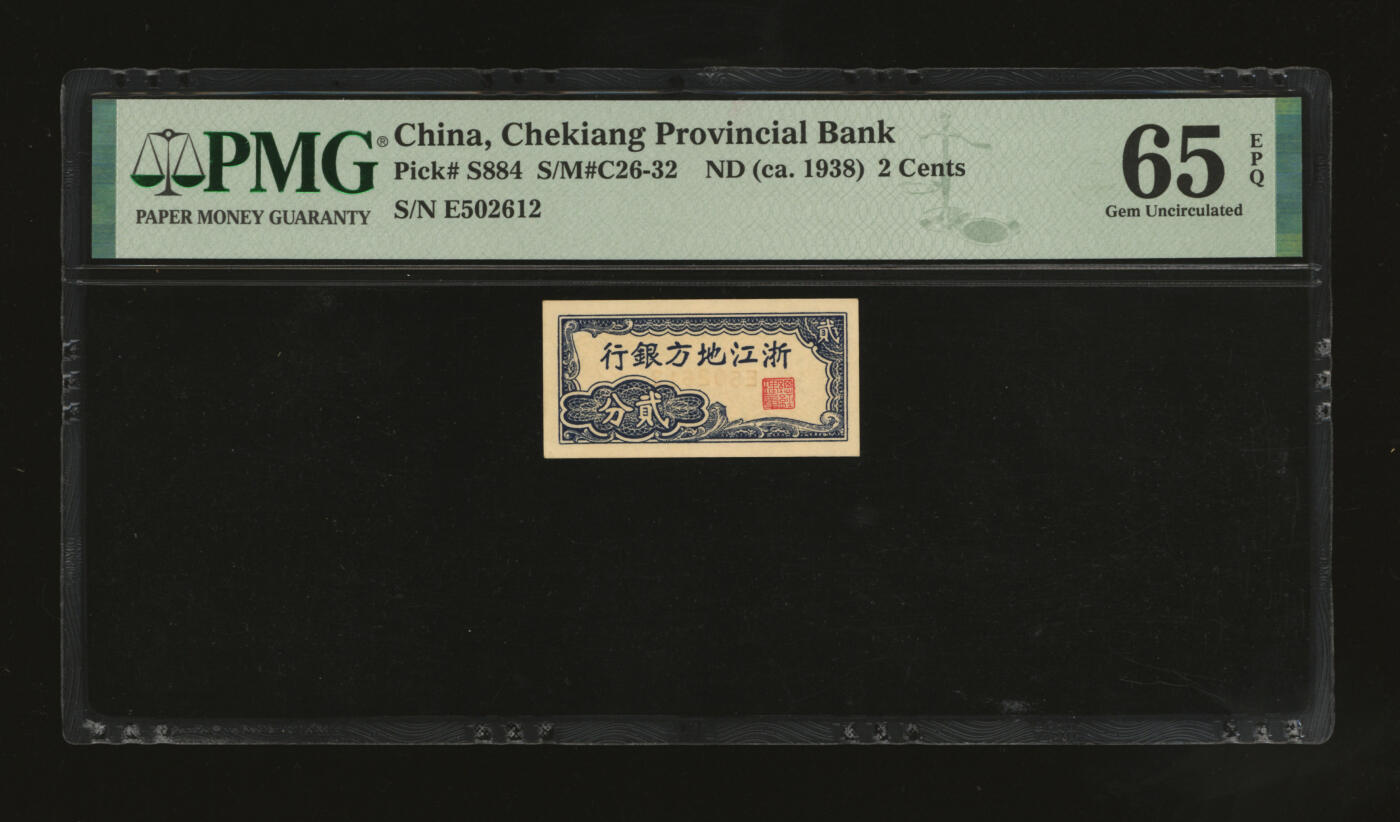 PMG®
PAPER MONEY GUARANTY
China, Chekiang Provincial Bank
Pick# S884 S/M#C26-32 ND (ca. 1938) 2 Cents
S/N E502612
65 EPQ
Gem Uncirculated
貳
行銀方地江浙
分貳